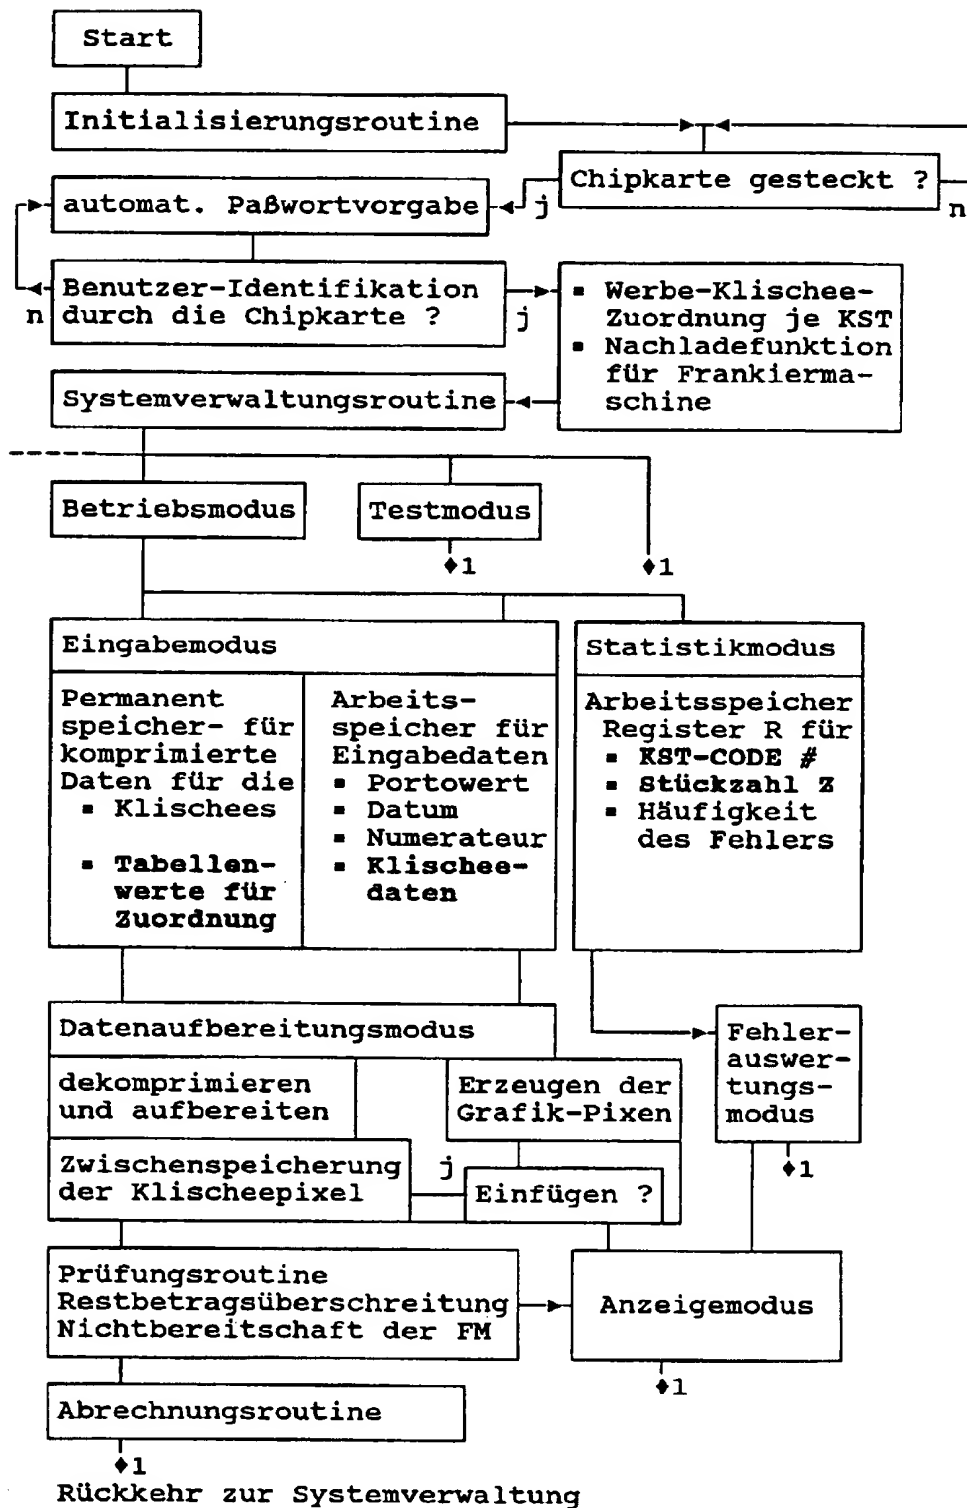 Start
Initialisierungsroutine
Chipkarte gesteckt ?
automat. Paßwortvorgabe
j
n
Benutzer-Identifikation
durch die Chipkarte ?
n
j
▪ Werbe-Klischee-
Zuordnung je KST
▪ Nachladefunktion
für Frankierma-
schine
Systemverwaltungsroutine
Betriebsmodus
Testmodus
♦1
♦1
Eingabemodus
Permanent
speicher- für
komprimierte
Daten für die
▪ Klischees
▪ Tabellen-
werte für
Zuordnung
Arbeits-
speicher für
Eingabedaten
▪ Portowert
▪ Datum
▪ Numerateur
▪ Klischee-
daten
Statistikmodus
Arbeitsspeicher
Register R für
▪ KST-CODE #
▪ Stückzahl Z
▪ Häufigkeit
des Fehlers
Datenaufbereitungsmodus
dekomprimieren
und aufbereiten
Erzeugen der
Grafik-Pixen
Fehler-
auswer-
tungs-
modus
♦1
Zwischenspeicherung
der Klischeepixel
j
Einfügen ?
Prüfungsroutine
Restbetragsüberschreitung
Nichtbereitschaft der FM
Anzeigemodus
♦1
Abrechnungsroutine
♦1
Rückkehr zur Systemverwaltung